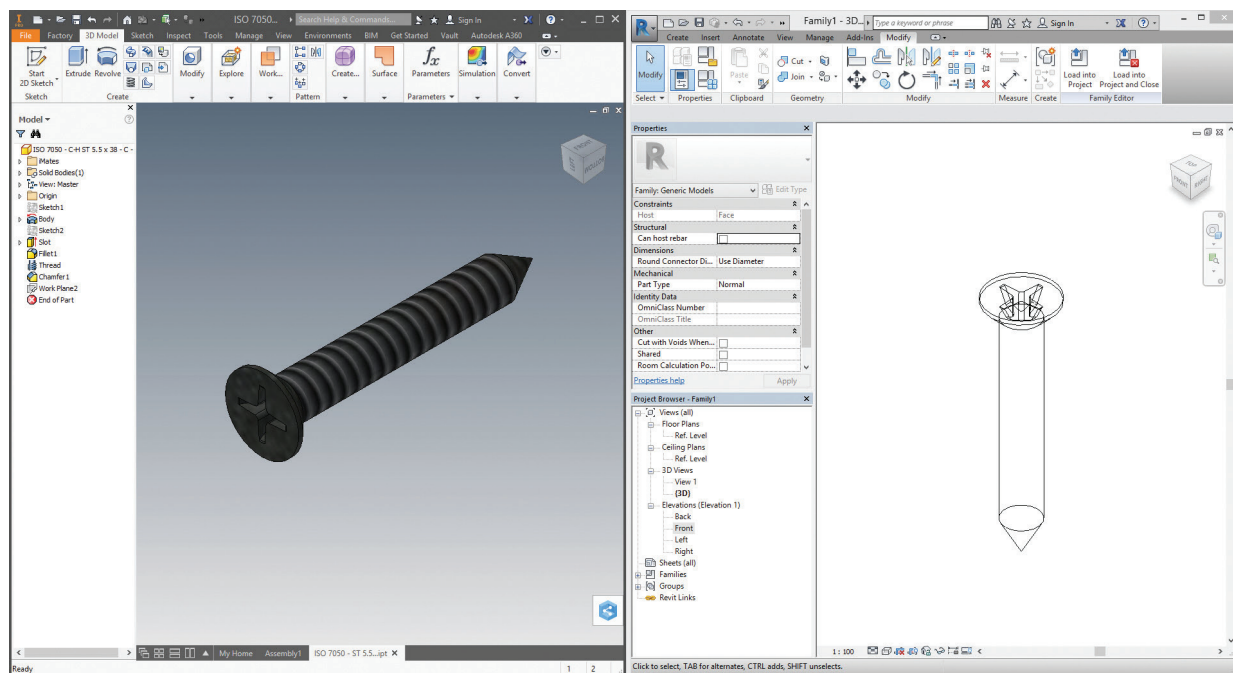 ISO 7050...
Search Help & Commands...
Sign In
File Factory 3D Model Sketch Inspect Tools Manage View Environments BIM Get Started Vault Autodesk A360
Start
2D Sketch
Extrude Revolve
Modify Explore Work... Create... Surface Parameters Simulation Convert
Sketch Create Pattern Parameters
Model
ISO 7050 - C-H ST 5.5 x 38 - C -
iMates
Solid Bodies(1)
View: Master
Origin
Sketch1
Body
Sketch2
Slot
Fillet1
Thread
Chamfer1
Work Plane2
End of Part
My Home Assembly1 ISO 7050 - ST 5.5...ipt
Ready 1 2
Family1 - 3D...
Type a keyword or phrase
Sign In
Create Insert Annotate View Manage Add-Ins Modify
Modify
Paste
Cut
Join
Load into
Project
Load into
Project and Close
Select Properties Clipboard Geometry Modify Measure Create Family Editor
Properties
Family: Generic Models Edit Type
Constraints
Host Face
Structural
Can host rebar
Dimensions
Round Connector Di... Use Diameter
Mechanical
Part Type Normal
Identity Data
OmniClass Number
OmniClass Title
Other
Cut with Voids When...
Shared
Room Calculation Po...
Properties help Apply
Project Browser - Family1
Views (all)
Floor Plans
Ref. Level
Ceiling Plans
Ref. Level
3D Views
View 1
{3D}
Elevations (Elevation 1)
Back
Front
Left
Right
Sheets (all)
Families
Groups
Revit Links
TOP
FRONT
RIGHT
1 : 100
Click to select, TAB for alternates, CTRL adds, SHIFT unselects.